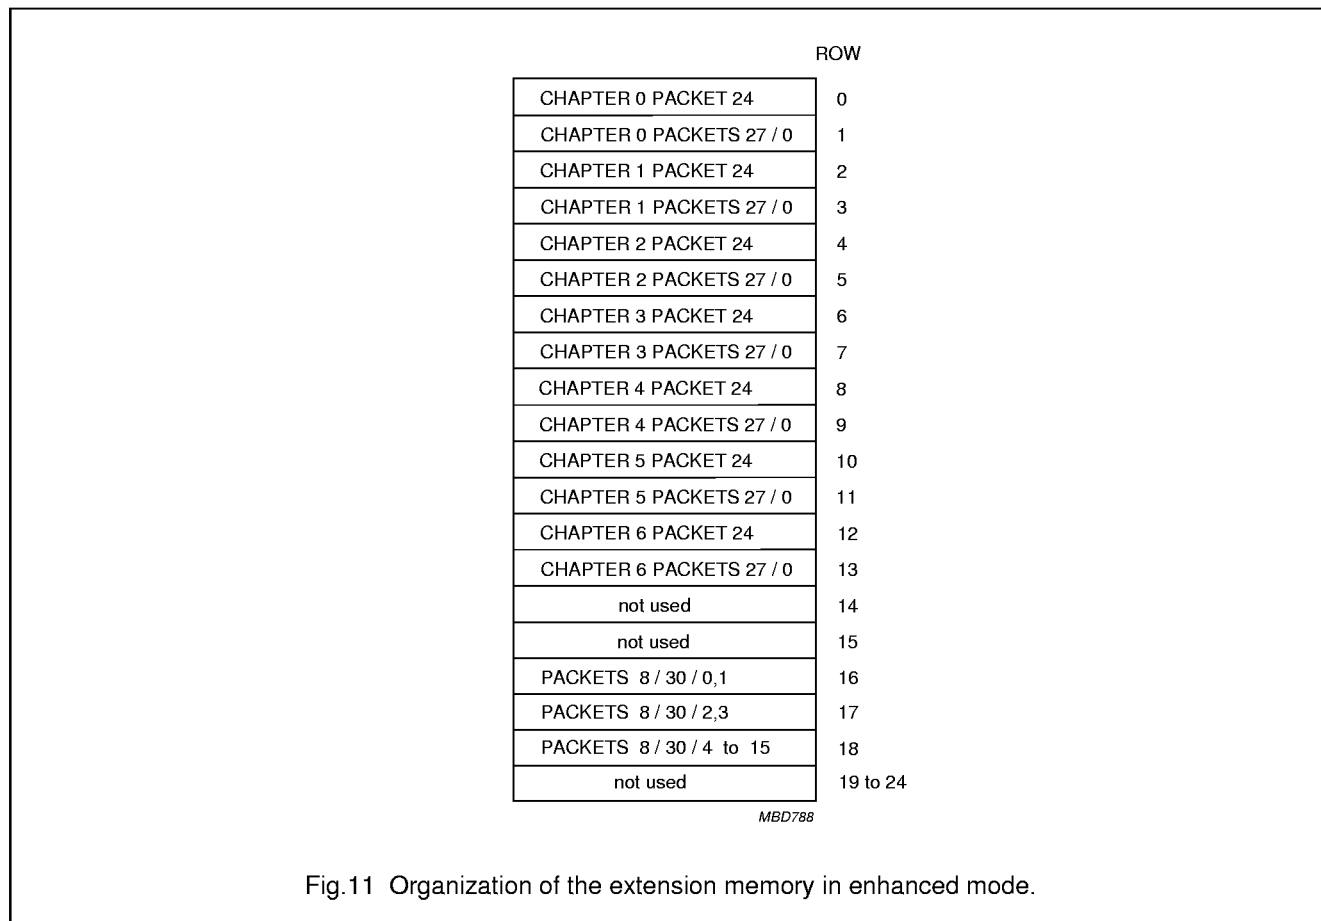 ROW
CHAPTER 0 PACKET 24 0
CHAPTER 0 PACKETS 27 / 0 1
CHAPTER 1 PACKET 24 2
CHAPTER 1 PACKETS 27 / 0 3
CHAPTER 2 PACKET 24 4
CHAPTER 2 PACKETS 27 / 0 5
CHAPTER 3 PACKET 24 6
CHAPTER 3 PACKETS 27 / 0 7
CHAPTER 4 PACKET 24 8
CHAPTER 4 PACKETS 27 / 0 9
CHAPTER 5 PACKET 24 10
CHAPTER 5 PACKETS 27 / 0 11
CHAPTER 6 PACKET 24 12
CHAPTER 6 PACKETS 27 / 0 13
not used 14
not used 15
PACKETS 8 / 30 / 0,1 16
PACKETS 8 / 30 / 2,3 17
PACKETS 8 / 30 / 4 to 15 18
not used 19 to 24
MBD788
Fig.11 Organization of the extension memory in enhanced mode.